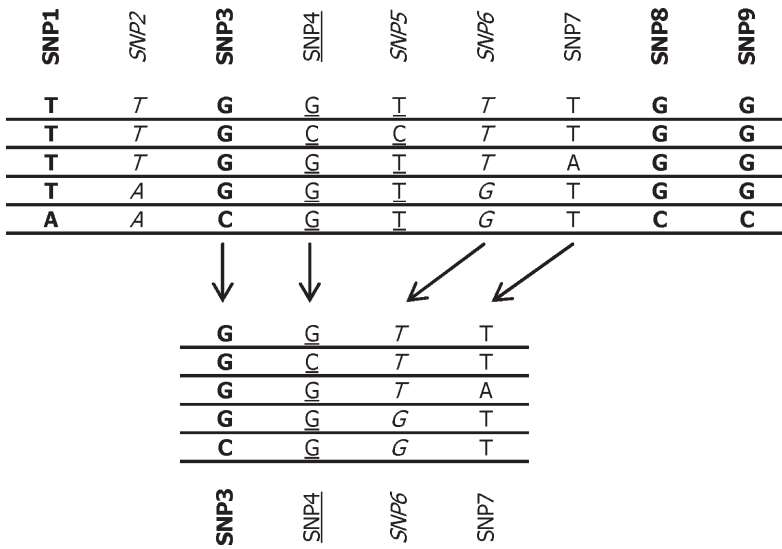 SNP1 SNP2 SNP3 SNP4 SNP5 SNP6 SNP7 SNP8 SNP9
T T G G T T T G G
T T G C C T T G G
T T G G T T A G G
T A G G T G T G G
A A C G T G T C C
G G T T
G C T T
G G T A
G G G T
C G G T
SNP3 SNP4 SNP6 SNP7